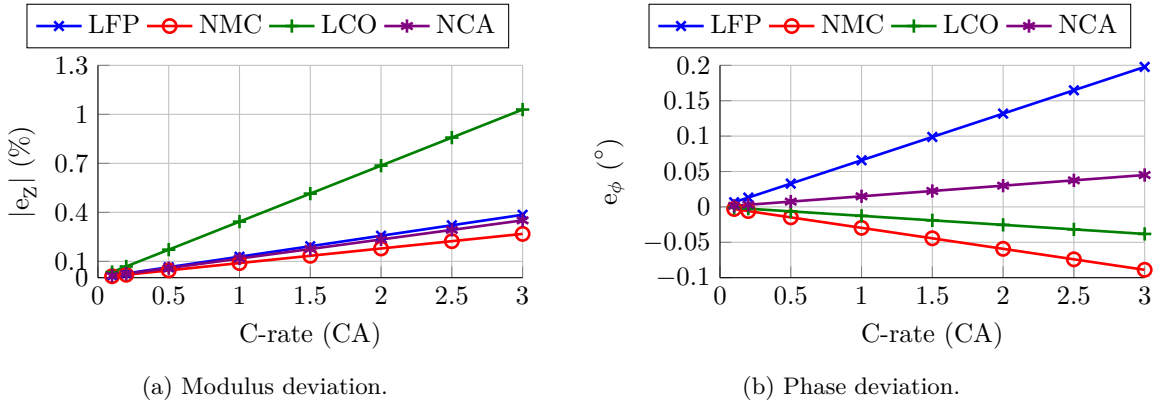 LFP NMC LCO NCA
1.3
1
0.7
0.4
0.1
0
|e_Z| (%)
0 0.5 1 1.5 2 2.5 3
C-rate (CA)
(a) Modulus deviation.
LFP NMC LCO NCA
0.2
0.15
0.1
0.05
0
−0.05
−0.1
e_ϕ (°)
0 0.5 1 1.5 2 2.5 3
C-rate (CA)
(b) Phase deviation.